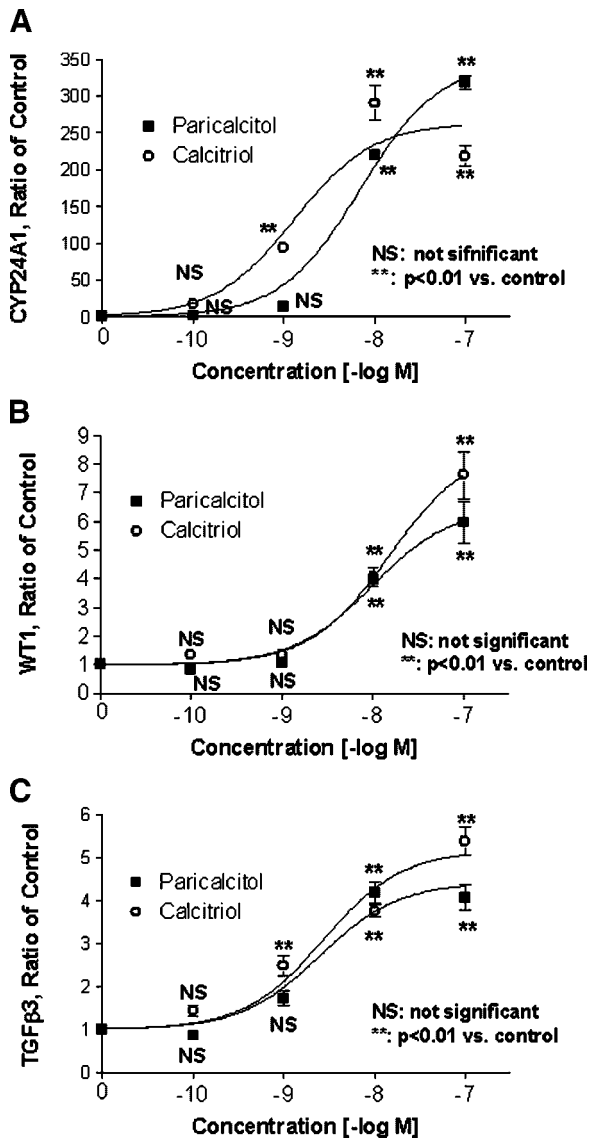 A
CYP24A1, Ratio of Control
350
300
250
200
150
100
50
0
Paricalcitol
Calcitriol
NS
NS
**
NS
**
**
**
**
NS: not sifnificant
**: p<0.01 vs. control
0 -10 -9 -8 -7
Concentration [-log M]
B
WT1, Ratio of Control
9
8
7
6
5
4
3
2
1
0
Paricalcitol
Calcitriol
NS
NS
NS
NS
**
**
**
**
NS: not significant
**: p<0.01 vs. control
0 -10 -9 -8 -7
Concentration [-log M]
C
TGFβ3, Ratio of Control
6
5
4
3
2
1
0
Paricalcitol
Calcitriol
NS
NS
**
NS
**
**
**
**
NS: not significant
**: p<0.01 vs. control
0 -10 -9 -8 -7
Concentration [-log M]